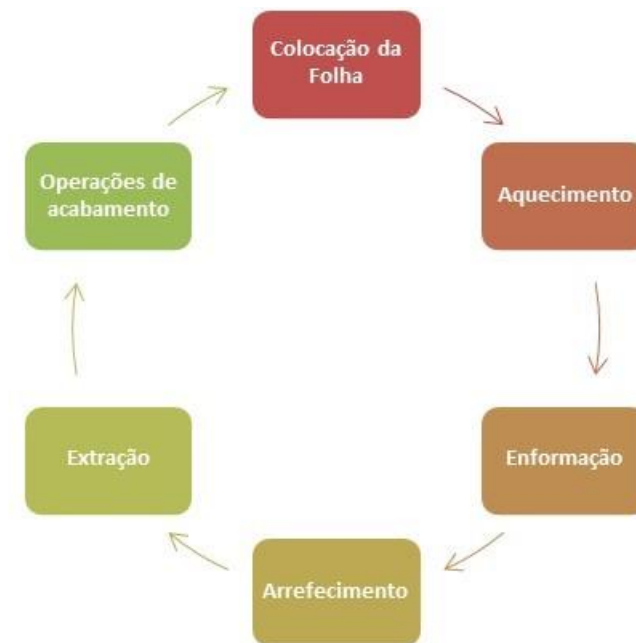 Colocação da
Folha
Aquecimento
Enformação
Arrefecimento
Extração
Operações de
acabamento